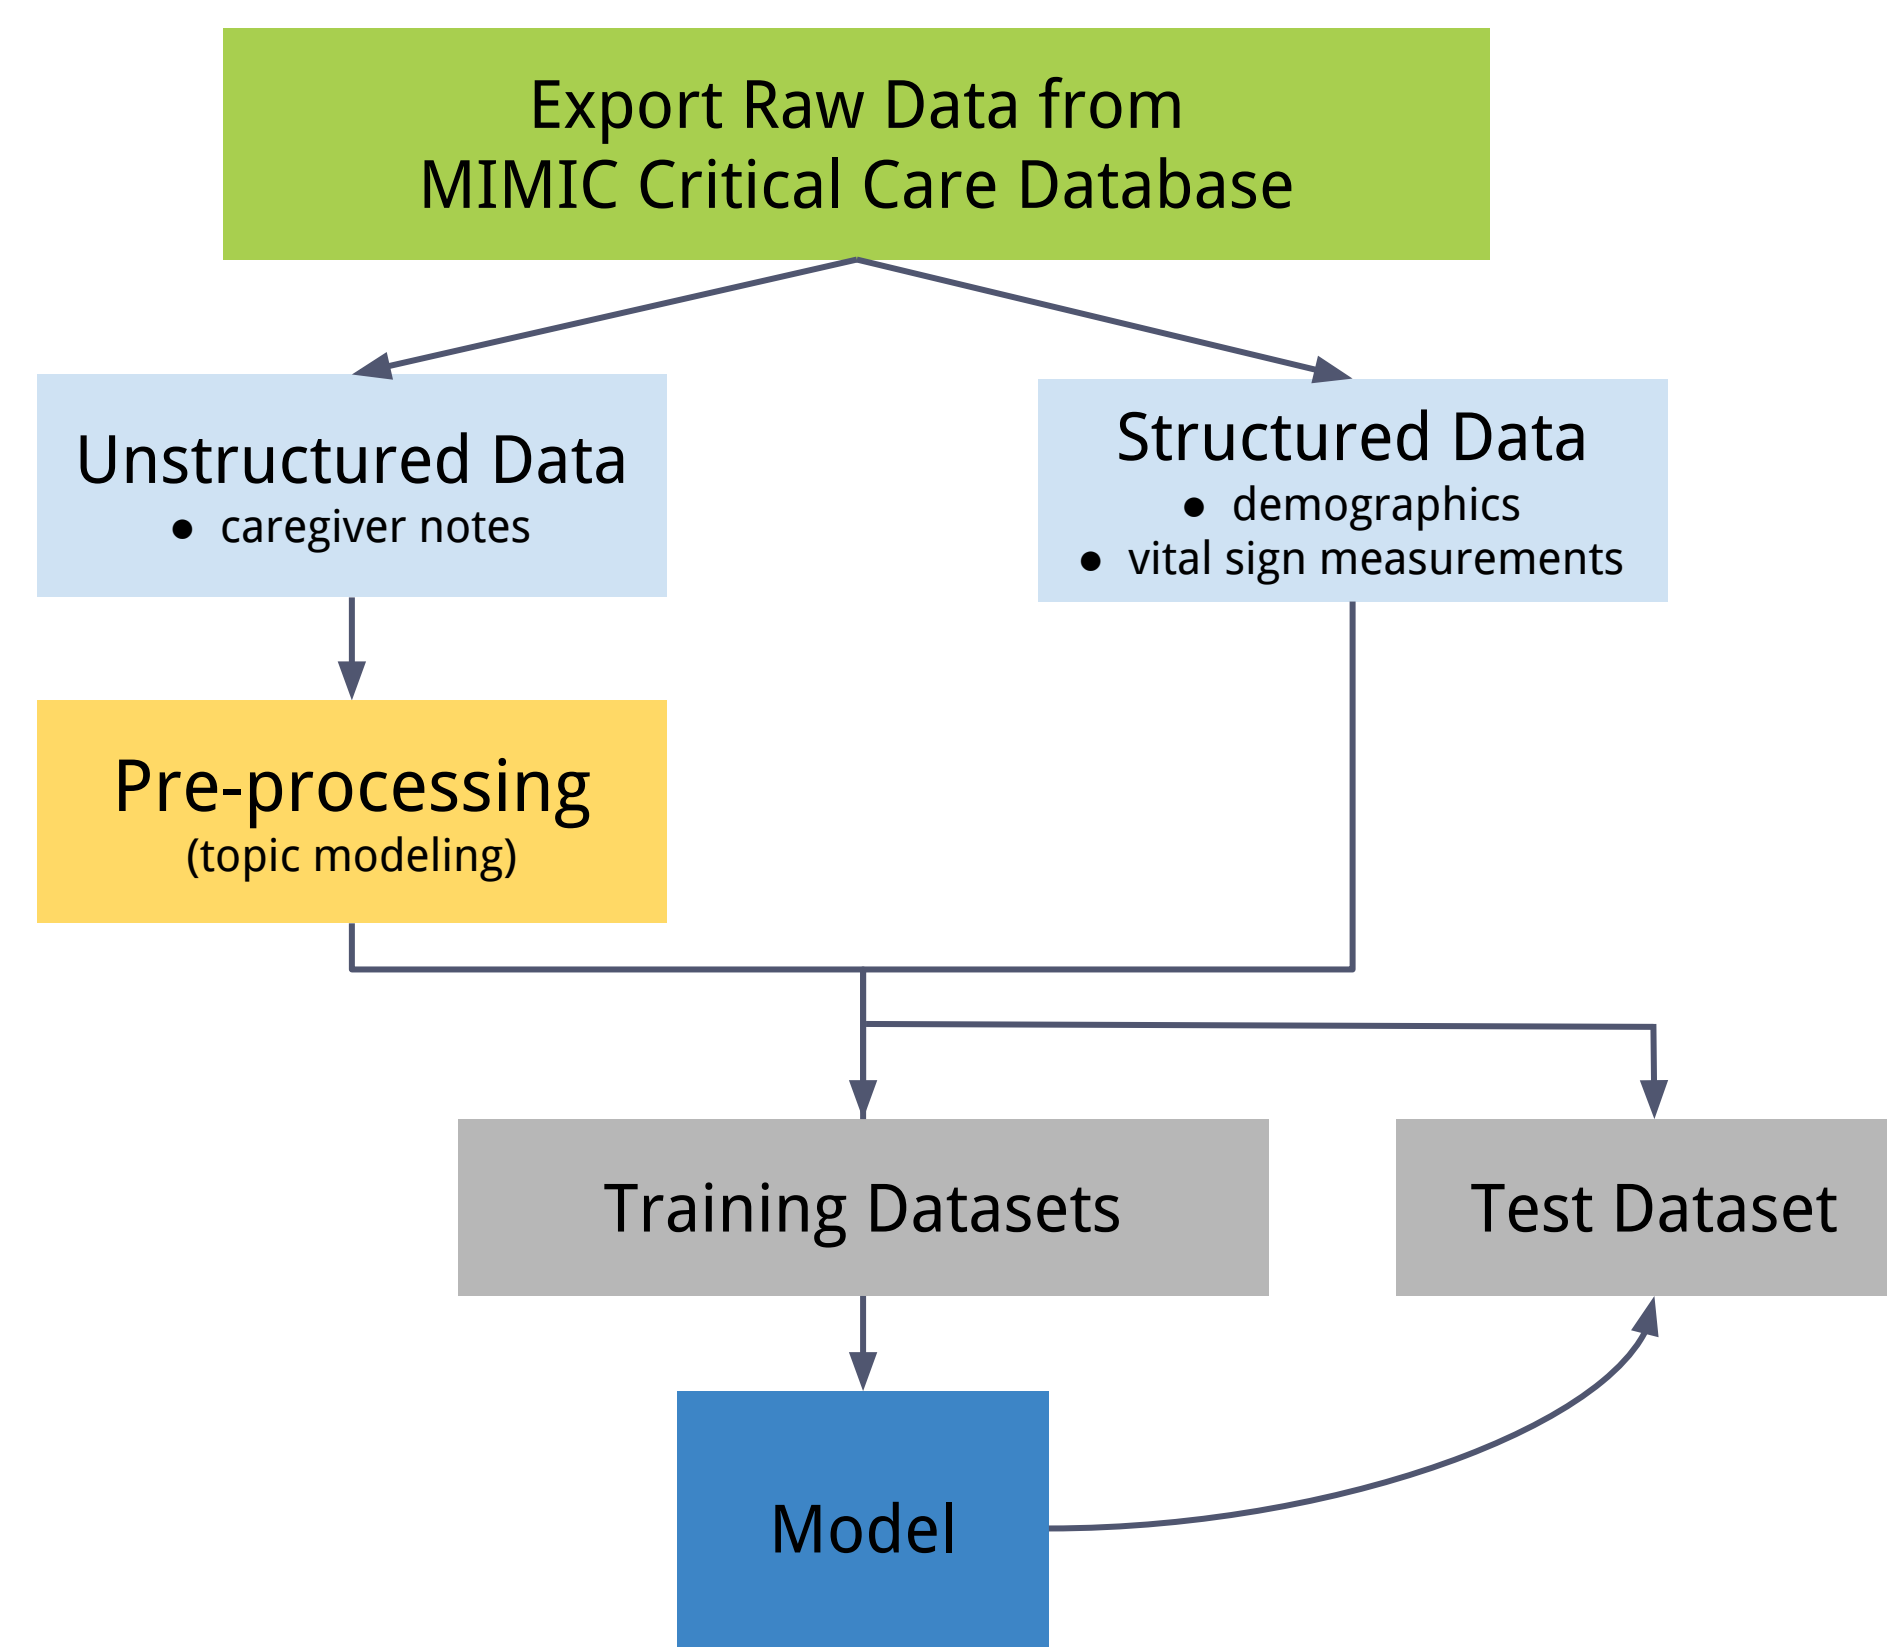 Export Raw Data from
MIMIC Critical Care Database
Unstructured Data
● caregiver notes
Structured Data
● demographics
● vital sign measurements
Pre-processing
(topic modeling)
Training Datasets
Test Dataset
Model